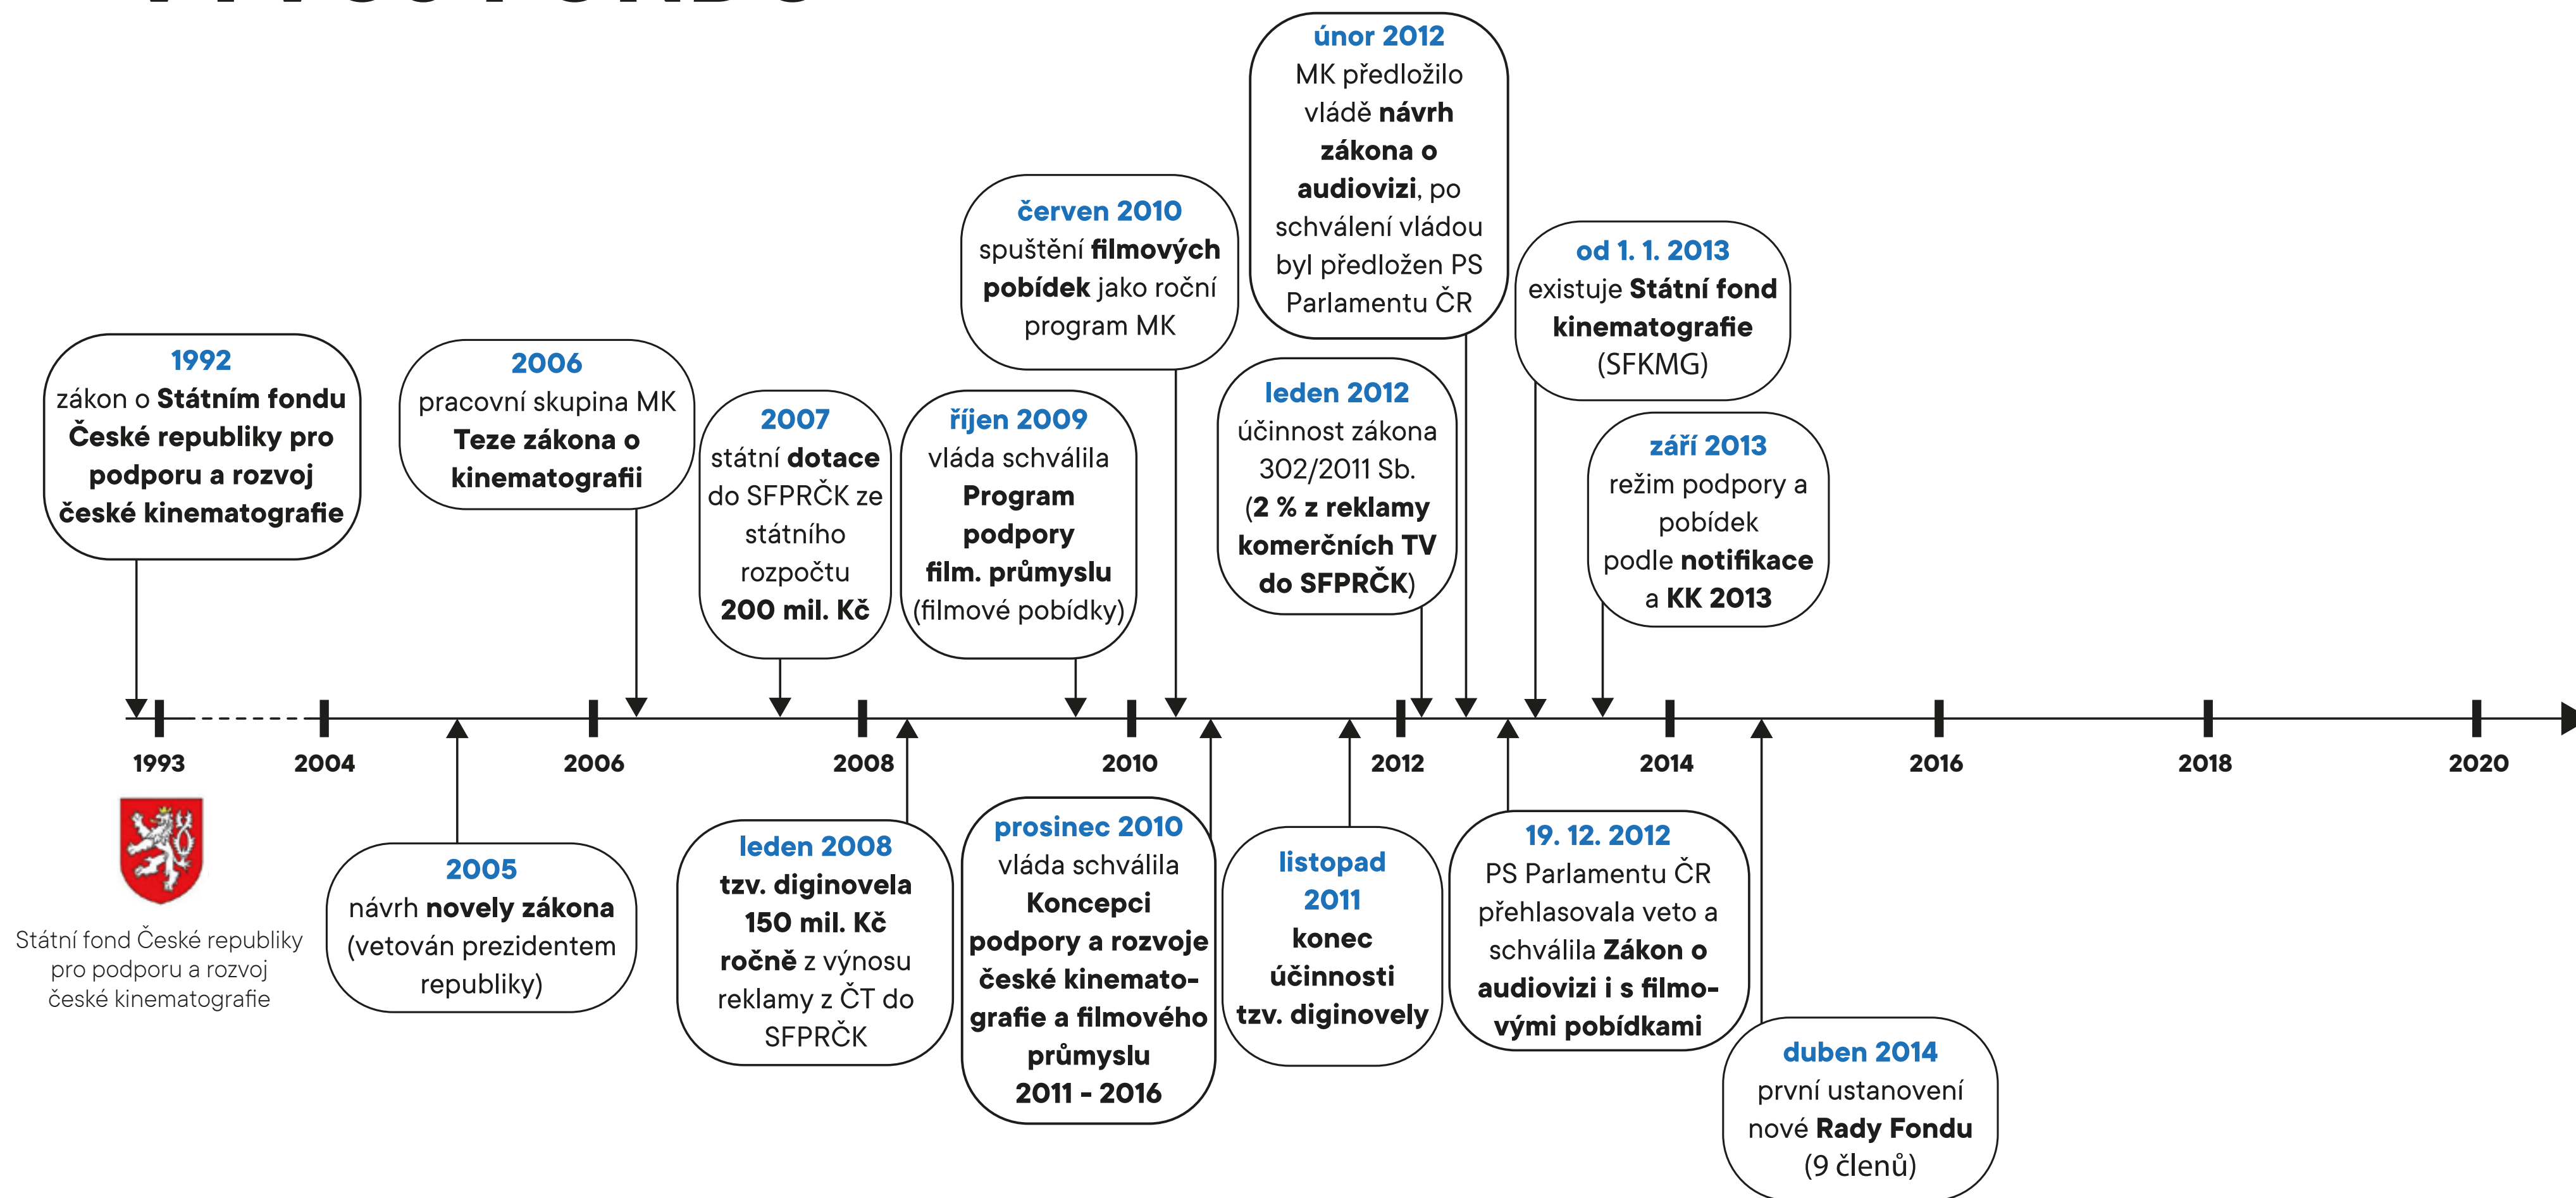 únor 2012
MK předložilo
vládě návrh
zákona o
audiovizi, po
schválení vládou
byl předložen PS
Parlamentu ČR
červen 2010
spuštění filmových
pobídek jako roční
program MK
od 1. 1. 2013
existuje Státní fond
kinematografie
(SFKMG)
1992
zákon o Státním fondu
České republiky pro
podporu a rozvoj
české kinematografie
2006
pracovní skupina MK
Teze zákona o
kinematografii
2007
státní dotace
do SFPRČK ze
státního
rozpočtu
200 mil. Kč
říjen 2009
vláda schválila
Program
podpory
film. průmyslu
(filmové pobídky)
leden 2012
účinnost zákona
302/2011 Sb.
(2 % z reklamy
komerčních TV
do SFPRČK)
září 2013
režim podpory a
pobídek
podle notifikace
a KK 2013
1993 2004 2006 2008 2010 2012 2014 2016 2018 2020
Státní fond České republiky
pro podporu a rozvoj
české kinematografie
2005
návrh novely zákona
(vetován prezidentem
republiky)
leden 2008
tzv. diginovela
150 mil. Kč
ročně z výnosu
reklamy z ČT do
SFPRČK
prosinec 2010
vláda schválila
Koncepci
podpory a rozvoje
české kinemato-
grafie a filmového
průmyslu
2011 - 2016
listopad
2011
konec
účinnosti
tzv. diginovely
19. 12. 2012
PS Parlamentu ČR
přehlasovala veto a
schválila Zákon o
audiovizi i s filmo-
vými pobídkami
duben 2014
první ustanovení
nové Rady Fondu
(9 členů)